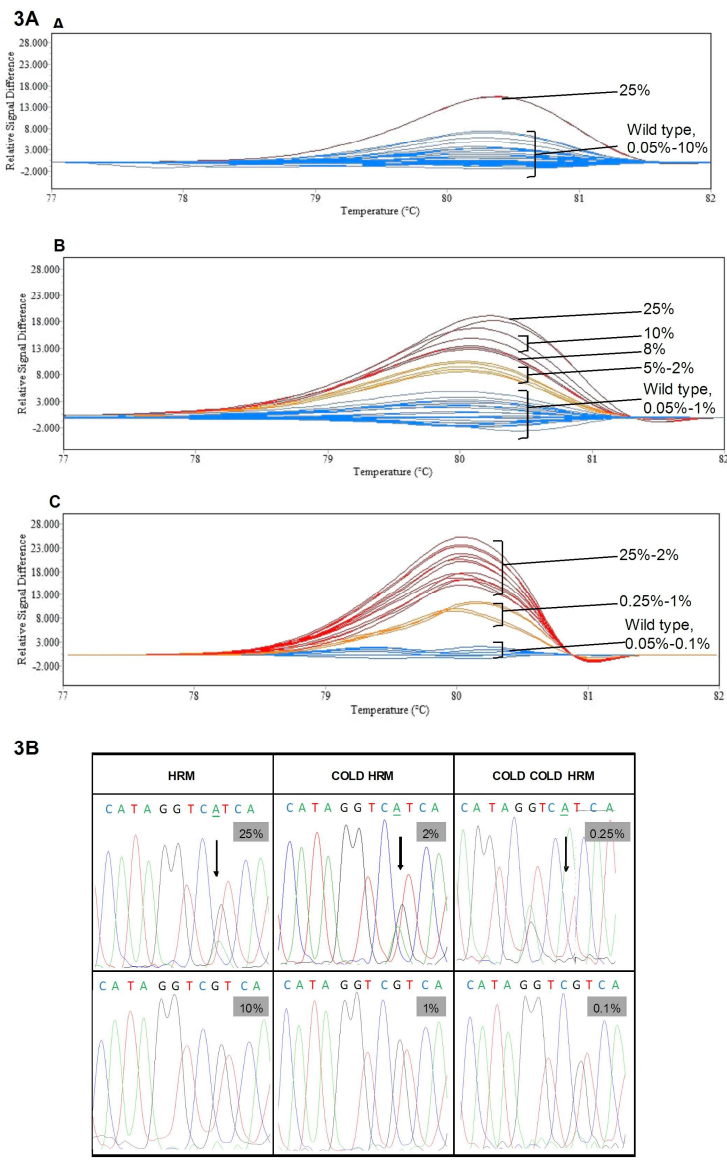 3A
A
Relative Signal Difference
28.000
23.000
18.000
13.000
8.000
3.000
-2.000
25%
Wild type,
0.05%-10%
77 78 79 80 81 82
Temperature (°C)
B
Relative Signal Difference
28.000
23.000
18.000
13.000
8.000
3.000
-2.000
25%
10%
8%
5%-2%
Wild type,
0.05%-1%
77 78 79 80 81 82
Temperature (°C)
C
Relative Signal Difference
28.000
23.000
18.000
13.000
8.000
3.000
-2.000
25%-2%
0.25%-1%
Wild type,
0.05%-0.1%
77 78 79 80 81 82
Temperature (°C)
3B
HRM COLD HRM COLD COLD HRM
C A T A G G T C A T C A
25%
C A T A G G T C A T C A
2%
C A T A G G T C A T C A
0.25%
C A T A G G T C G T C A
10%
C A T A G G T C G T C A
1%
C A T A G G T C G T C A
0.1%